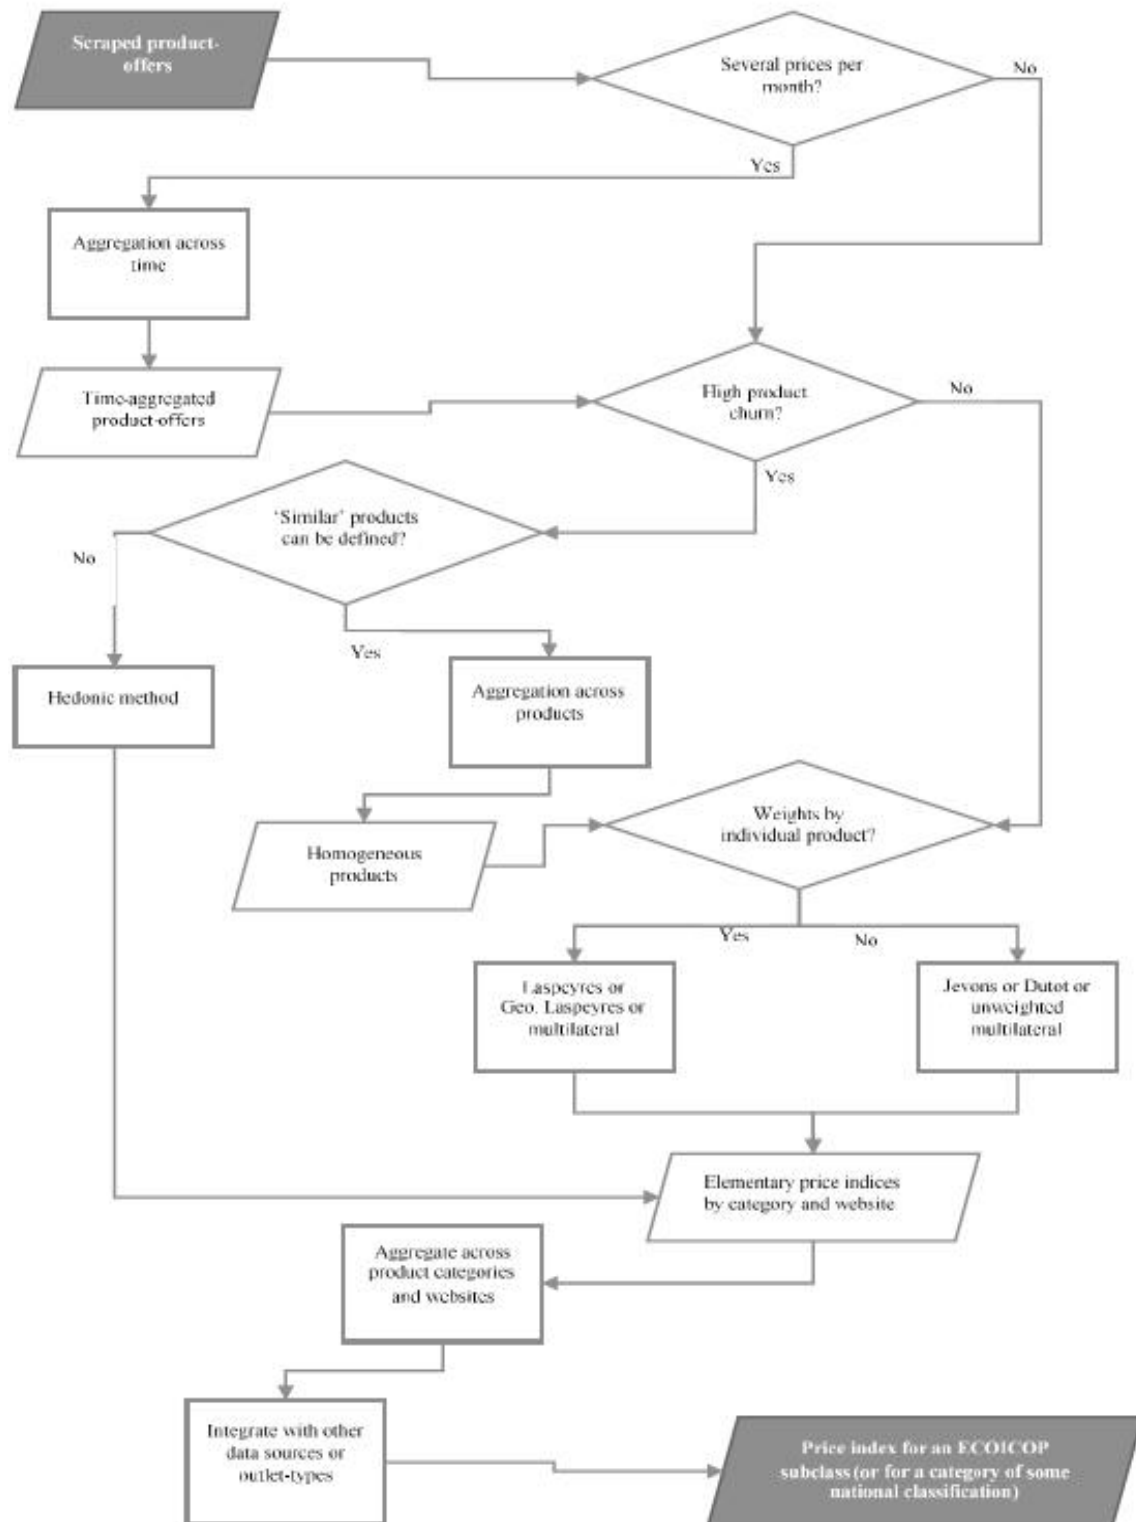 Scraped product-
offers
Several prices per
month?
No
Yes
Aggregation across
time
Time-aggregated
product-offers
High product
churn?
No
Yes
‘Similar’ products
can be defined?
No
Yes
Hedonic method
Aggregation across
products
Weights by
individual product?
Homogeneous
products
Yes
No
Laspeyres or
Geo. Laspeyres or
multilateral
Jevons or Dutot or
unweighted
multilateral
Elementary price indices
by category and website
Aggregate across
product categories
and websites
Integrate with other
data sources or
outlet-types
Price index for an ECOICOP
subclass (or for a category of some
national classification)